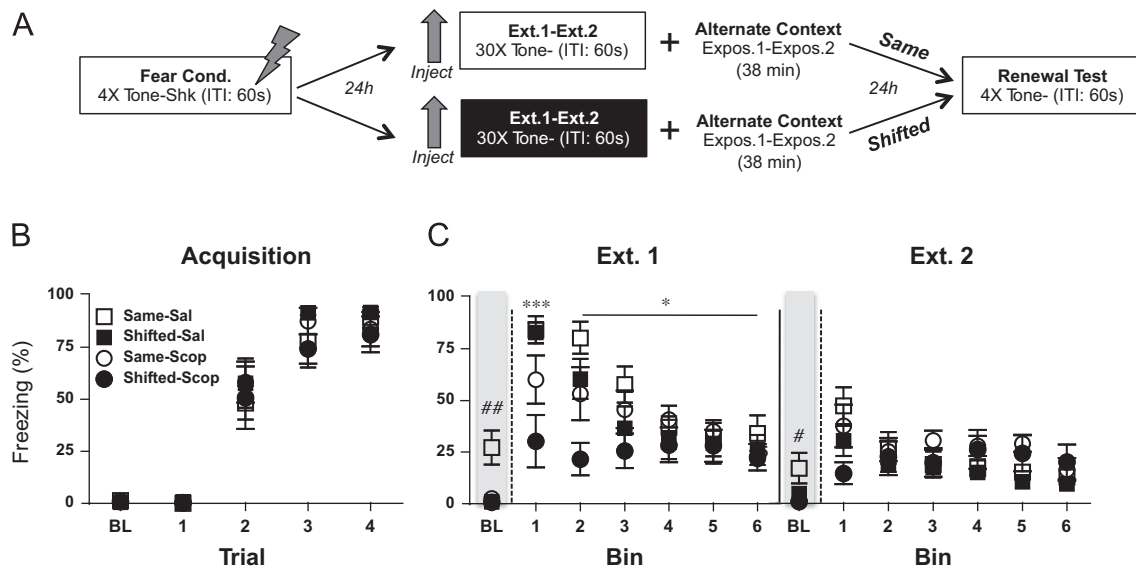 A
Fear Cond.
4X Tone-Shk (ITI: 60s)
24h
Inject
Ext.1-Ext.2
30X Tone- (ITI: 60s)
+
Alternate Context
Expos.1-Expos.2
(38 min)
Same
Inject
Ext.1-Ext.2
30X Tone- (ITI: 60s)
+
Alternate Context
Expos.1-Expos.2
(38 min)
Shifted
24h
Renewal Test
4X Tone- (ITI: 60s)
B
Acquisition
Freezing (%)
100
75
50
25
0
Same-Sal
Shifted-Sal
Same-Scop
Shifted-Scop
BL 1 2 3 4
Trial
C
Ext. 1
Ext. 2
100
75
50
25
0
##
***
*
#
BL 1 2 3 4 5 6 BL 1 2 3 4 5 6
Bin
Bin